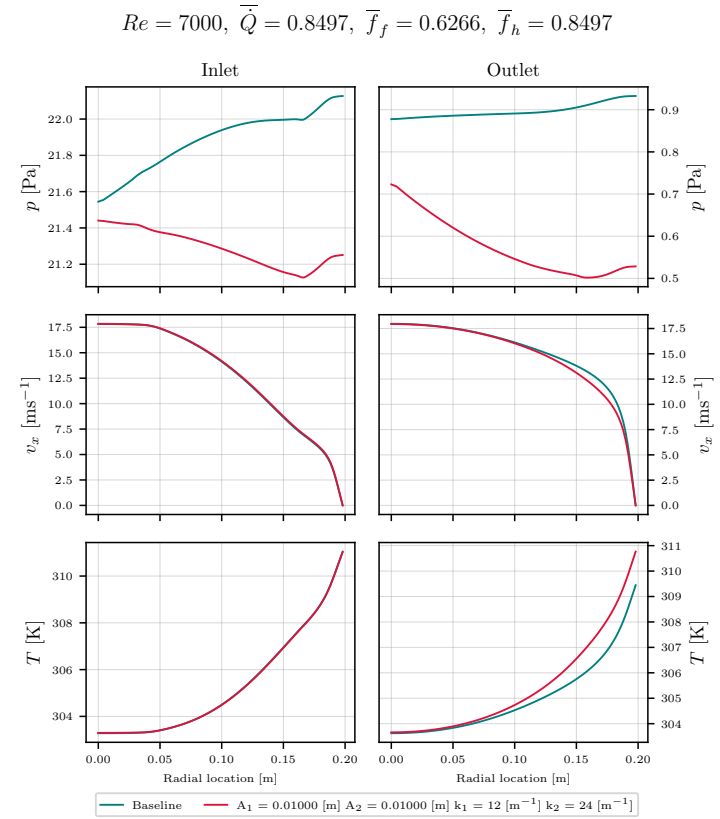 Re = 7000, \overline{\dot{Q}} = 0.8497, \overline{f}_f = 0.6266, \overline{f}_h = 0.8497
Inlet
Outlet
22.0
21.8
21.6
21.4
21.2
p [Pa]
0.9
0.8
0.7
0.6
0.5
p [Pa]
17.5
15.0
12.5
10.0
7.5
5.0
2.5
0.0
v_x [ms^{-1}]
17.5
15.0
12.5
10.0
7.5
5.0
2.5
0.0
v_x [ms^{-1}]
310
308
306
304
T [K]
311
310
309
308
307
306
305
304
T [K]
0.00 0.05 0.10 0.15 0.20
Radial location [m]
0.00 0.05 0.10 0.15 0.20
Radial location [m]
Baseline
A₁ = 0.01000 [m] A₂ = 0.01000 [m] k₁ = 12 [m⁻¹] k₂ = 24 [m⁻¹]